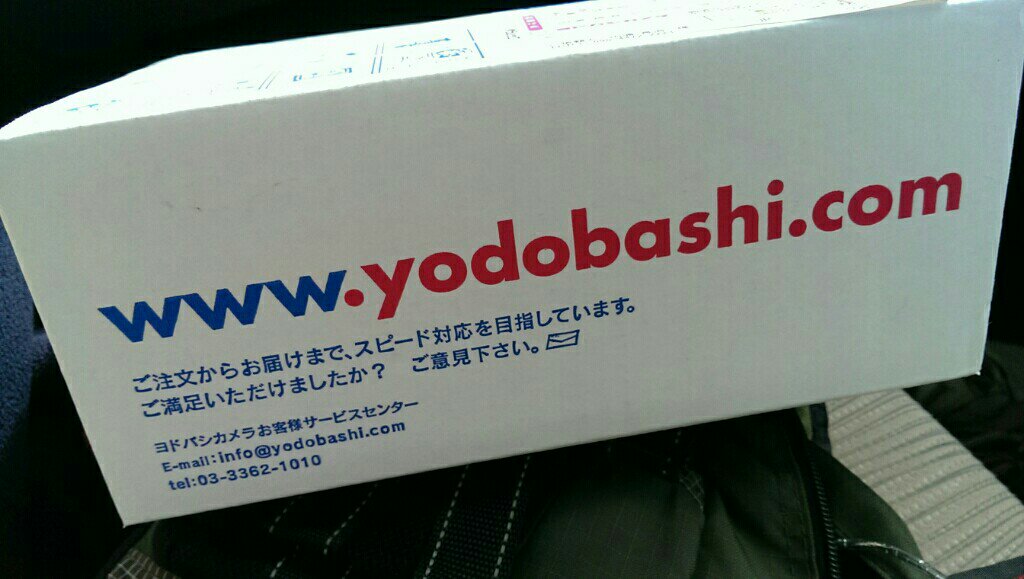 www.yodobashi.com
ご注文からお届けまで、スピード対応を目指しています。
ご満足いただけましたか？　ご意見下さい。
ヨドバシカメラお客様サービスセンター
E-mail:info@yodobashi.com
tel:03-3362-1010